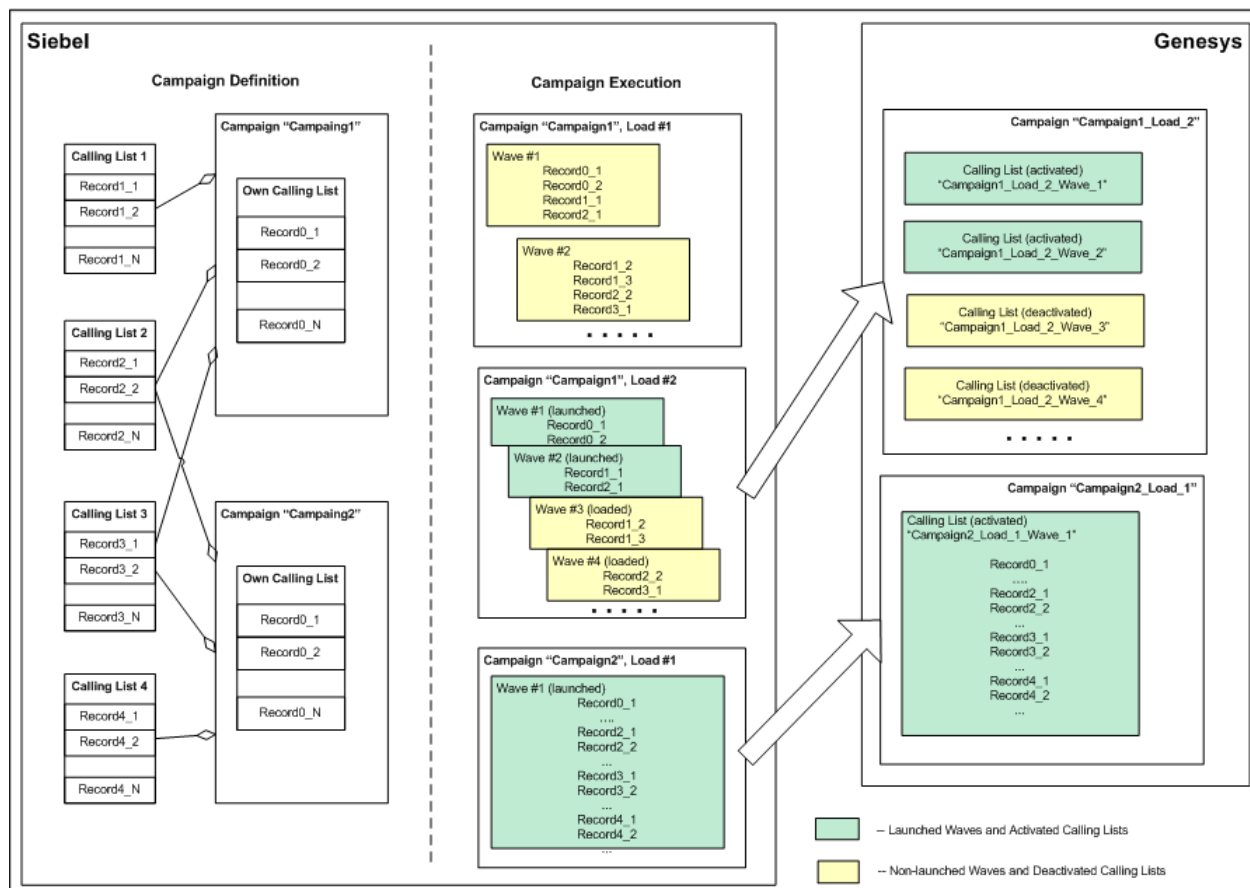 Siebel
Campaign Definition
Calling List 1
Record1_1
Record1_2
Record1_N
Calling List 2
Record2_1
Record2_2
Record2_N
Calling List 3
Record3_1
Record3_2
Record3_N
Calling List 4
Record4_1
Record4_2
Record4_N
Campaign “Campaing1”
Own Calling List
Record0_1
Record0_2
Record0_N
Campaign “Campaing2”
Own Calling List
Record0_1
Record0_2
Record0_N
Campaign Execution
Campaign “Campaign1”, Load #1
Wave #1
Record0_1
Record0_2
Record1_1
Record2_1
Wave #2
Record1_2
Record1_3
Record2_2
Record3_1
. . . . .
Campaign “Campaign1”, Load #2
Wave #1 (launched)
Record0_1
Record0_2
Wave #2 (launched)
Record1_1
Record2_1
Wave #3 (loaded)
Record1_2
Record1_3
Wave #4 (loaded)
Record2_2
Record3_1
. . . . .
Campaign “Campaign2”, Load #1
Wave #1 (launched)
Record0_1
....
Record2_1
Record2_2
...
Record3_1
Record3_2
...
Record4_1
Record4_2
...
Genesys
Campaign “Campaign1_Load_2”
Calling List (activated)
“Campaign1_Load_2_Wave_1”
Calling List (activated)
“Campaign1_Load_2_Wave_2”
Calling List (deactivated)
“Campaign1_Load_2_Wave_3”
Calling List (deactivated)
“Campaign1_Load_2_Wave_4”
. . . . .
Campaign “Campaign2_Load_1”
Calling List (activated)
“Campaign2_Load_1_Wave_1”
Record0_1
....
Record2_1
Record2_2
...
Record3_1
Record3_2
...
Record4_1
Record4_2
...
-- Launched Waves and Activated Calling Lists
-- Non-launched Waves and Deactivated Calling Lists